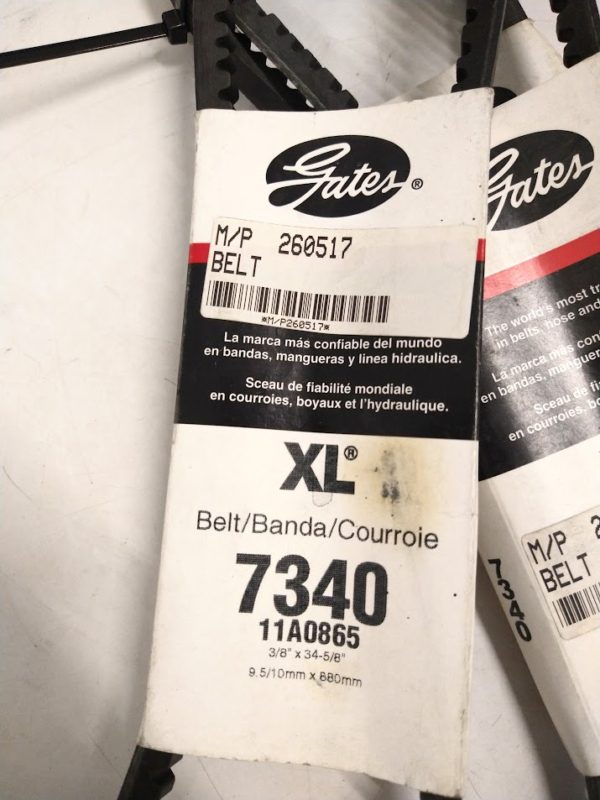 Gates®
M/P 260517
BELT
*M/P260517*
La marca más confiable del mundo
en bandas, mangueras y linea hidraulica.
Sceau de fiabilité mondiale
en courroies, boyaux et l'hydraulique.
XL®
Belt/Banda/Courroie
7340
11A0865
3/8" x 34-5/8"
9.5/10mm x 880mm
Gates
The world's most tr
in belts, hose and
La marca más con
en bandas, mangue
Sceau de fi
en courroies, bo
M/P 2
BELT
7340